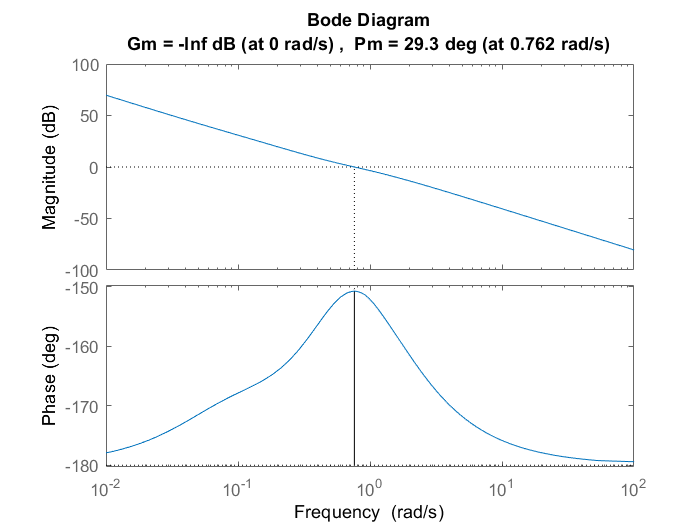 Bode Diagram
Gm = -Inf dB (at 0 rad/s) , Pm = 29.3 deg (at 0.762 rad/s)
100
50
0
-50
-100
Magnitude (dB)
-150
-160
-170
-180
Phase (deg)
10^-2 10^-1 10^0 10^1 10^2
Frequency (rad/s)